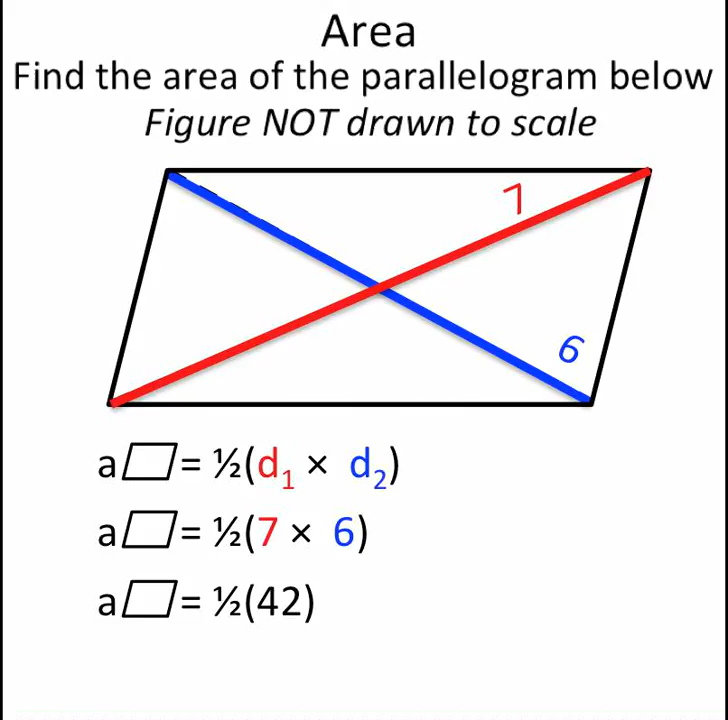 Area
Find the area of the parallelogram below
Figure NOT drawn to scale
7
6
a▱= ½(d₁ × d₂)
a▱= ½(7 × 6)
a▱= ½(42)